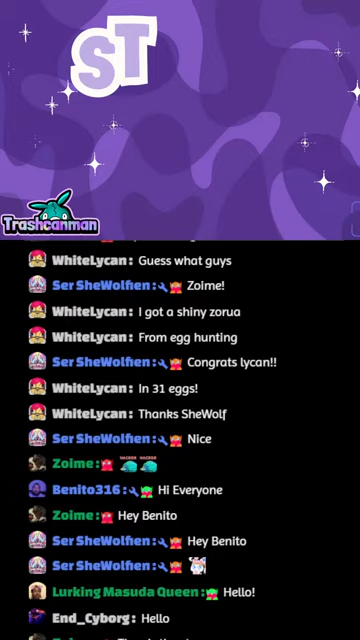 ST
Trashcanman
WhiteLycan: Guess what guys
Ser SheWolfien: Zoime!
WhiteLycan: I got a shiny zorua
WhiteLycan: From egg hunting
Ser SheWolfien: Congrats lycan!!
WhiteLycan: In 31 eggs!
WhiteLycan: Thanks SheWolf
Ser SheWolfien: Nice
Zoime:
Benito316: Hi Everyone
Zoime: Hey Benito
Ser SheWolfien: Hey Benito
Ser SheWolfien:
Lurking Masuda Queen: Hello!
End_Cyborg: Hello